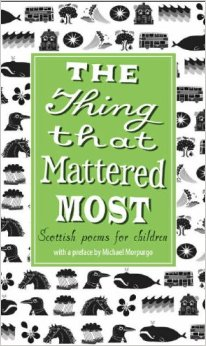 THE
Thing
that
Mattered
MOST
Scottish poems for children
with a preface by Michael Morpurgo